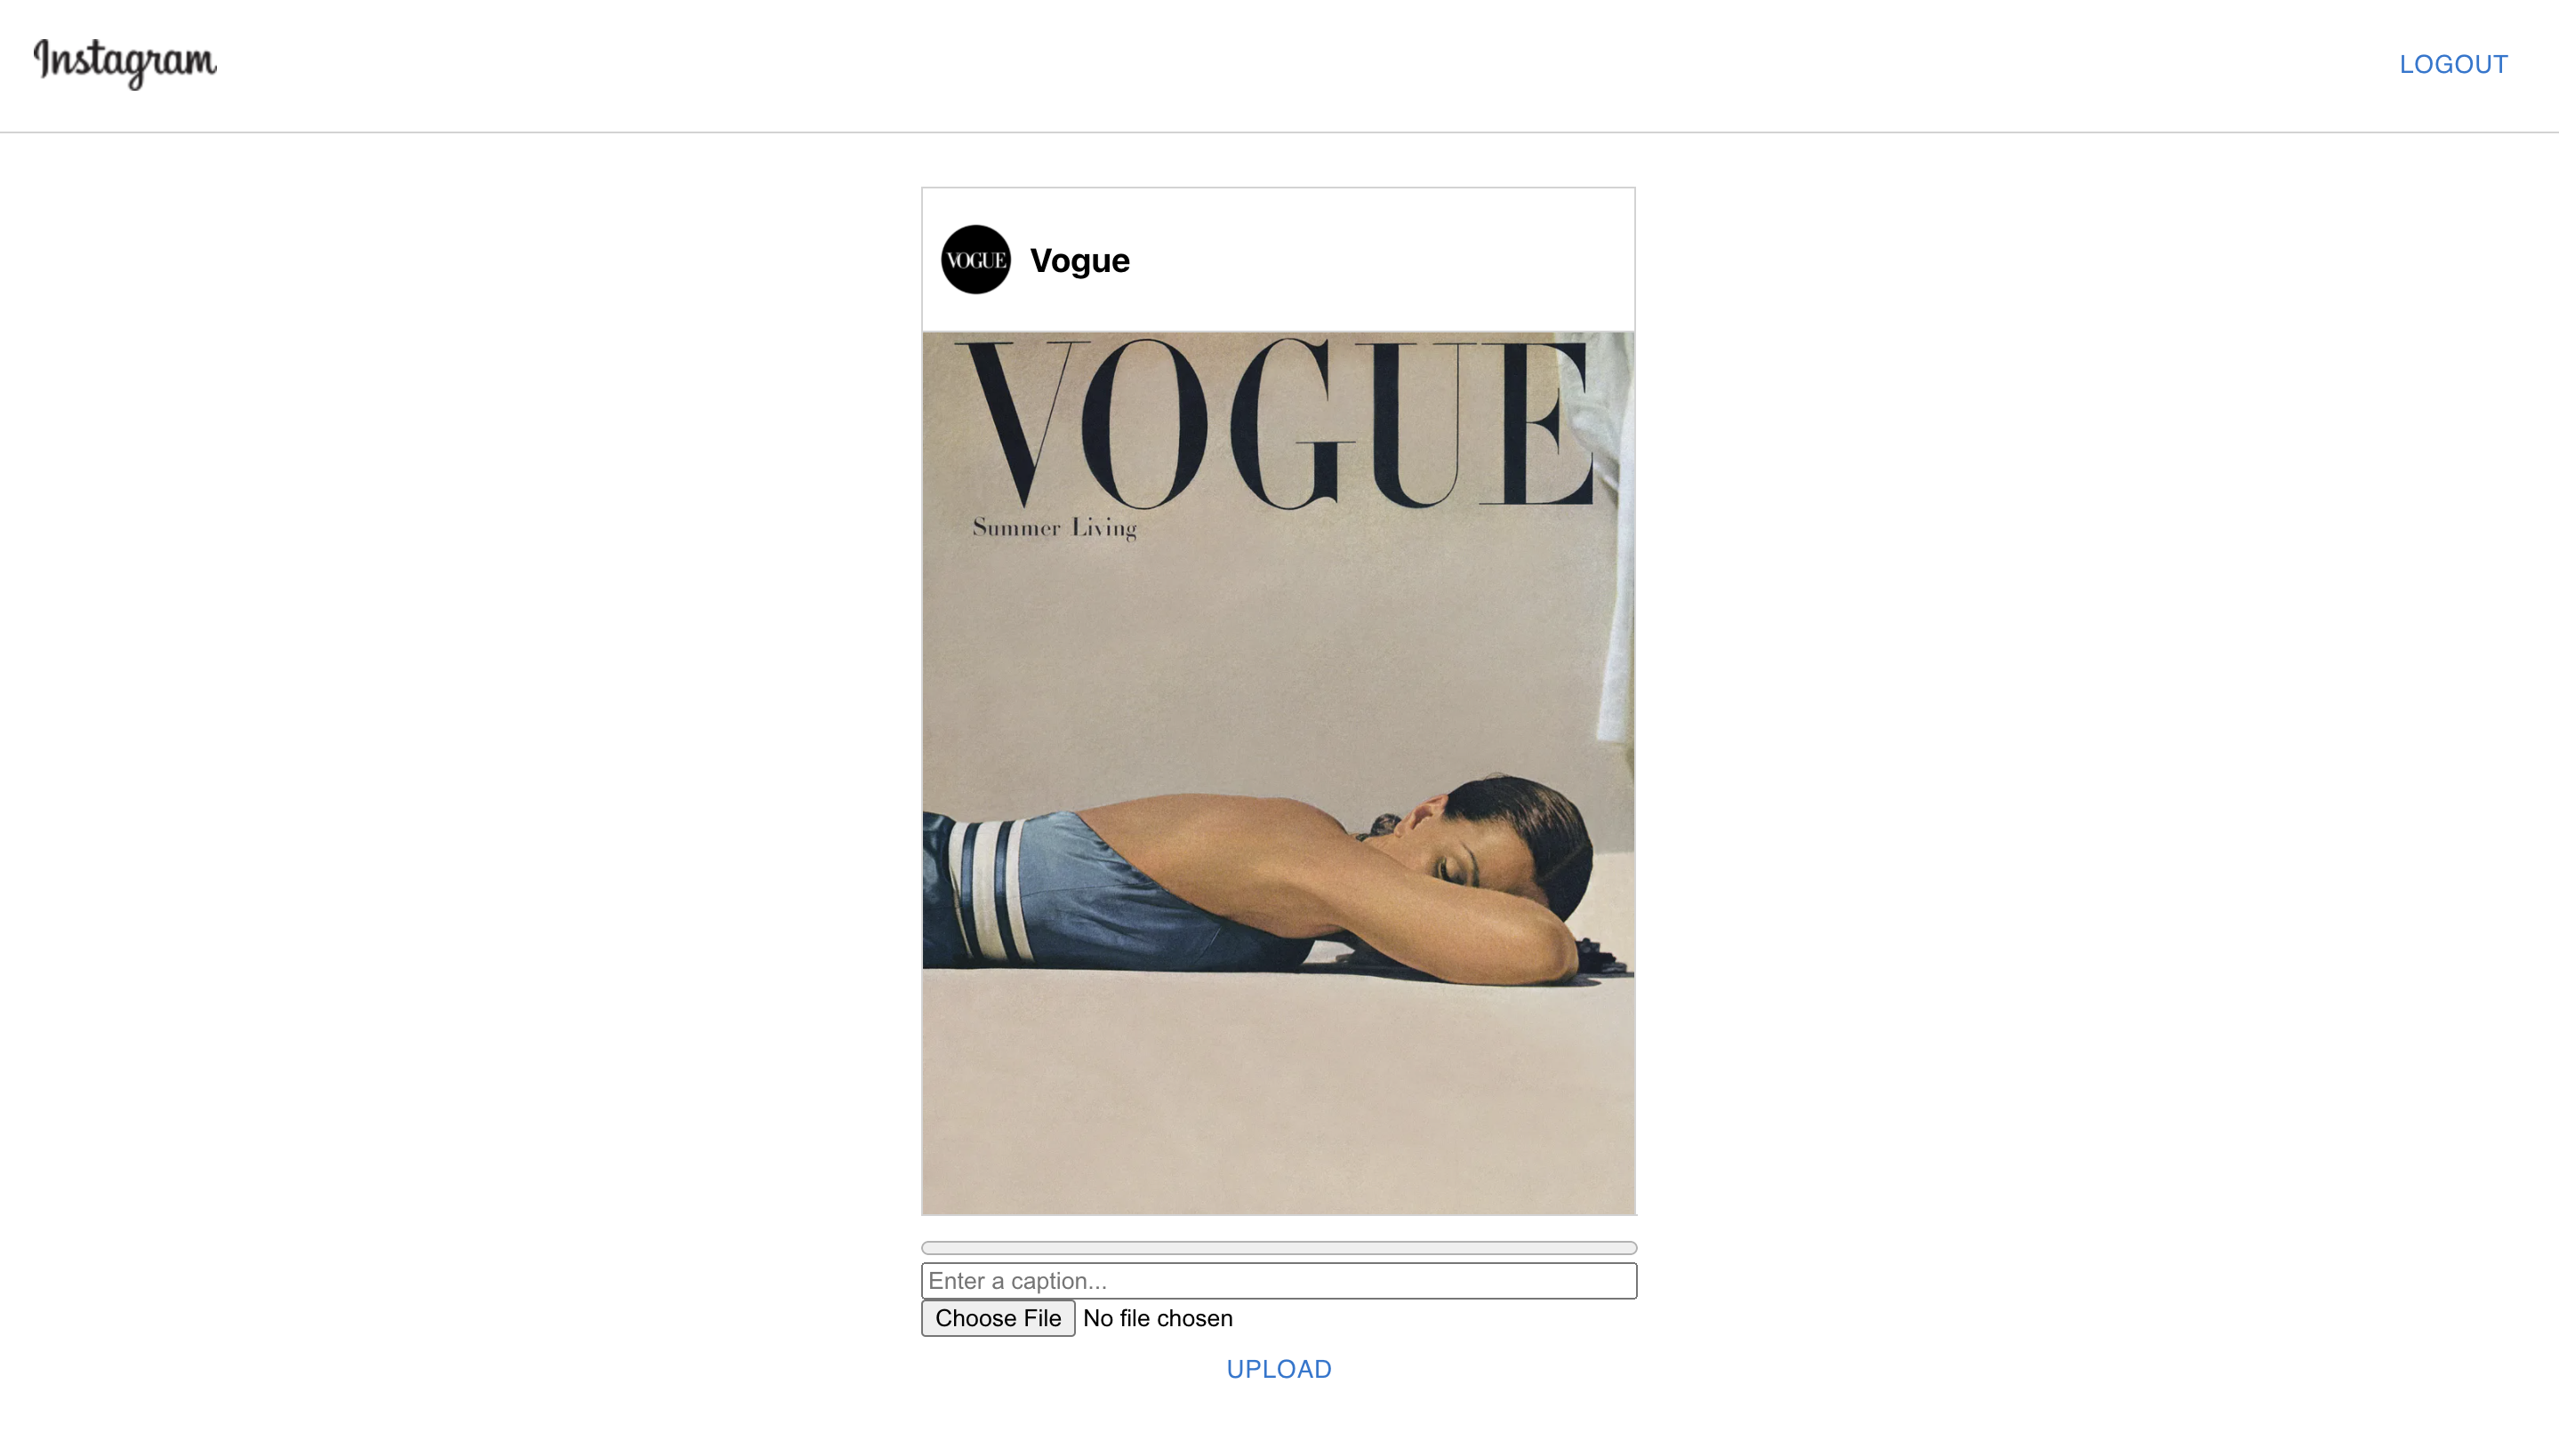 Instagram
LOGOUT
VOGUE Vogue
VOGUE
Summer Living
Enter a caption...
Choose File No file chosen
UPLOAD